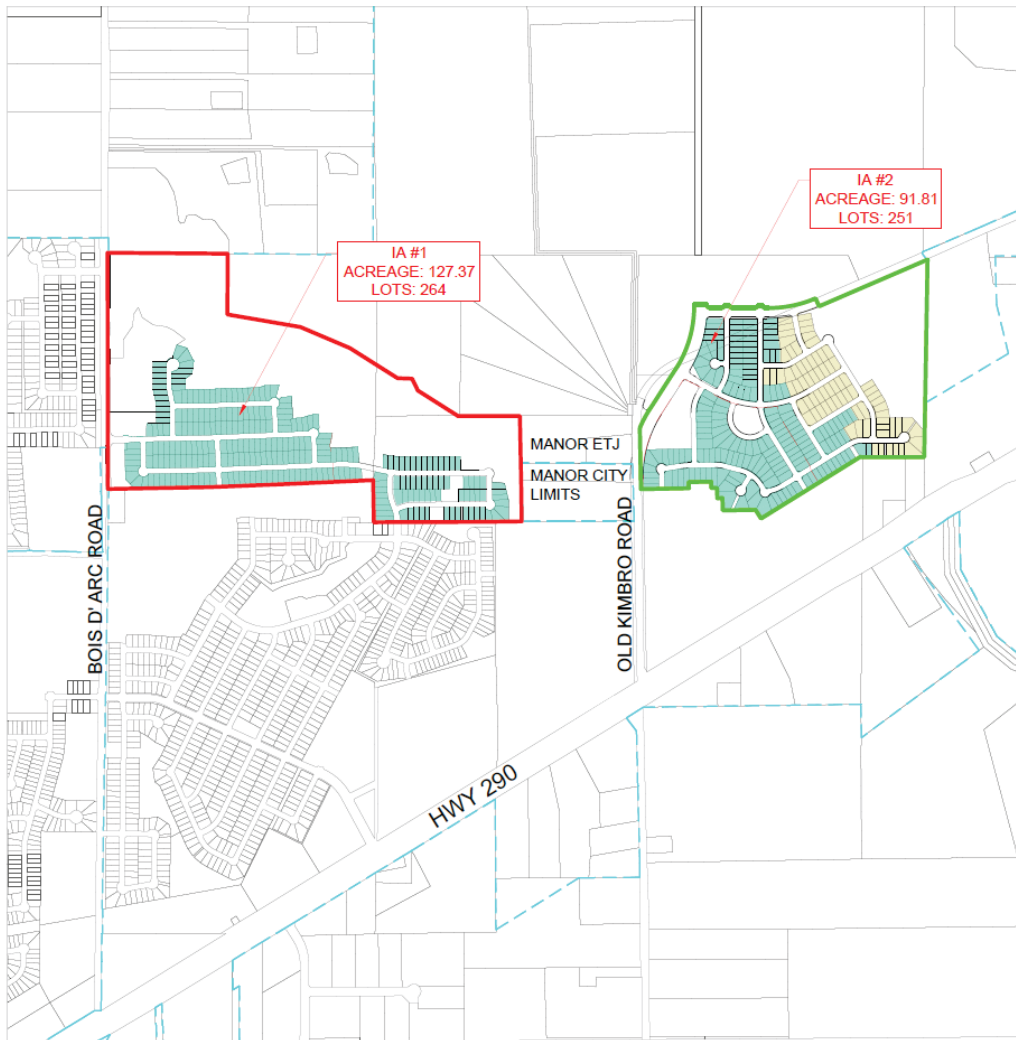 IA #2
ACREAGE: 91.81
LOTS: 251
IA #1
ACREAGE: 127.37
LOTS: 264
MANOR ETJ
MANOR CITY
LIMITS
BOIS D' ARC ROAD
OLD KIMBRO ROAD
HWY 290